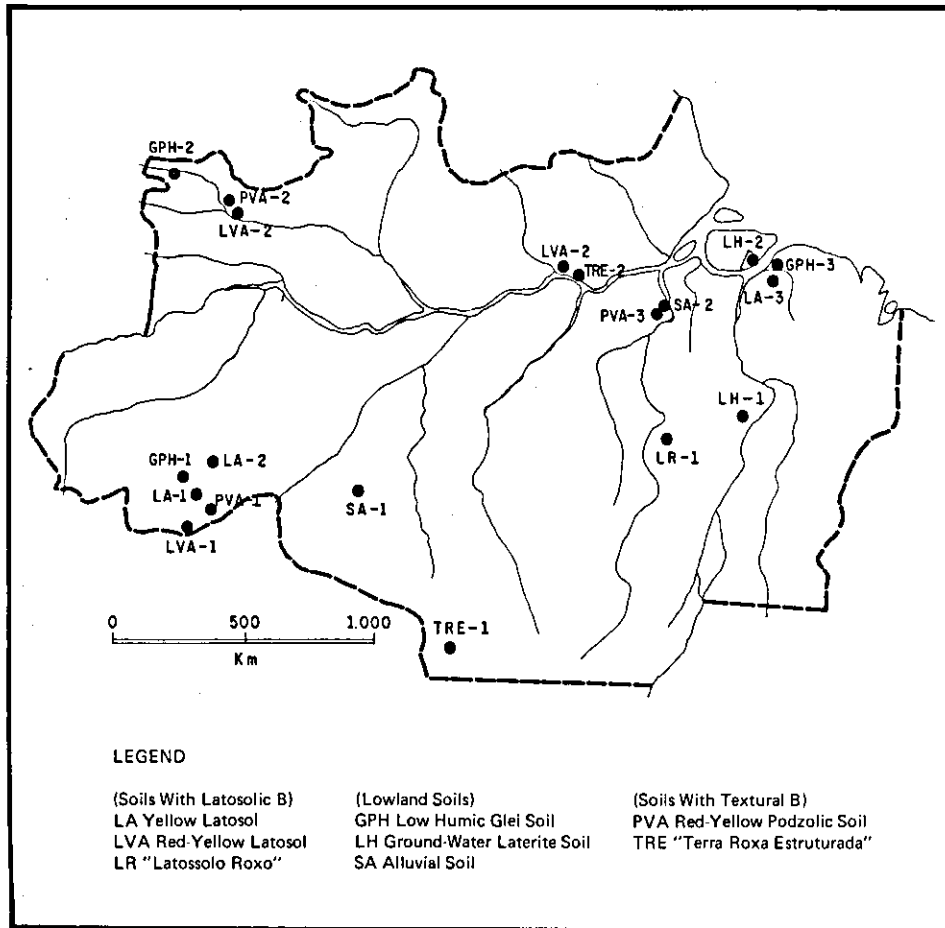 GPH-2
PVA-2
LVA-2
LVA-2
TRE-2
LH-2
GPH-3
LA-3
SA-2
PVA-3
LH-1
LR-1
GPH-1
LA-2
LA-1
PVA-1
LVA-1
SA-1
TRE-1
0 500 1.000
Km
LEGEND
(Soils With Latosolic B)
LA Yellow Latosol
LVA Red-Yellow Latosol
LR "Latossolo Roxo"
(Lowland Soils)
GPH Low Humic Glei Soil
LH Ground-Water Laterite Soil
SA Alluvial Soil
(Soils With Textural B)
PVA Red-Yellow Podzolic Soil
TRE "Terra Roxa Estruturada"